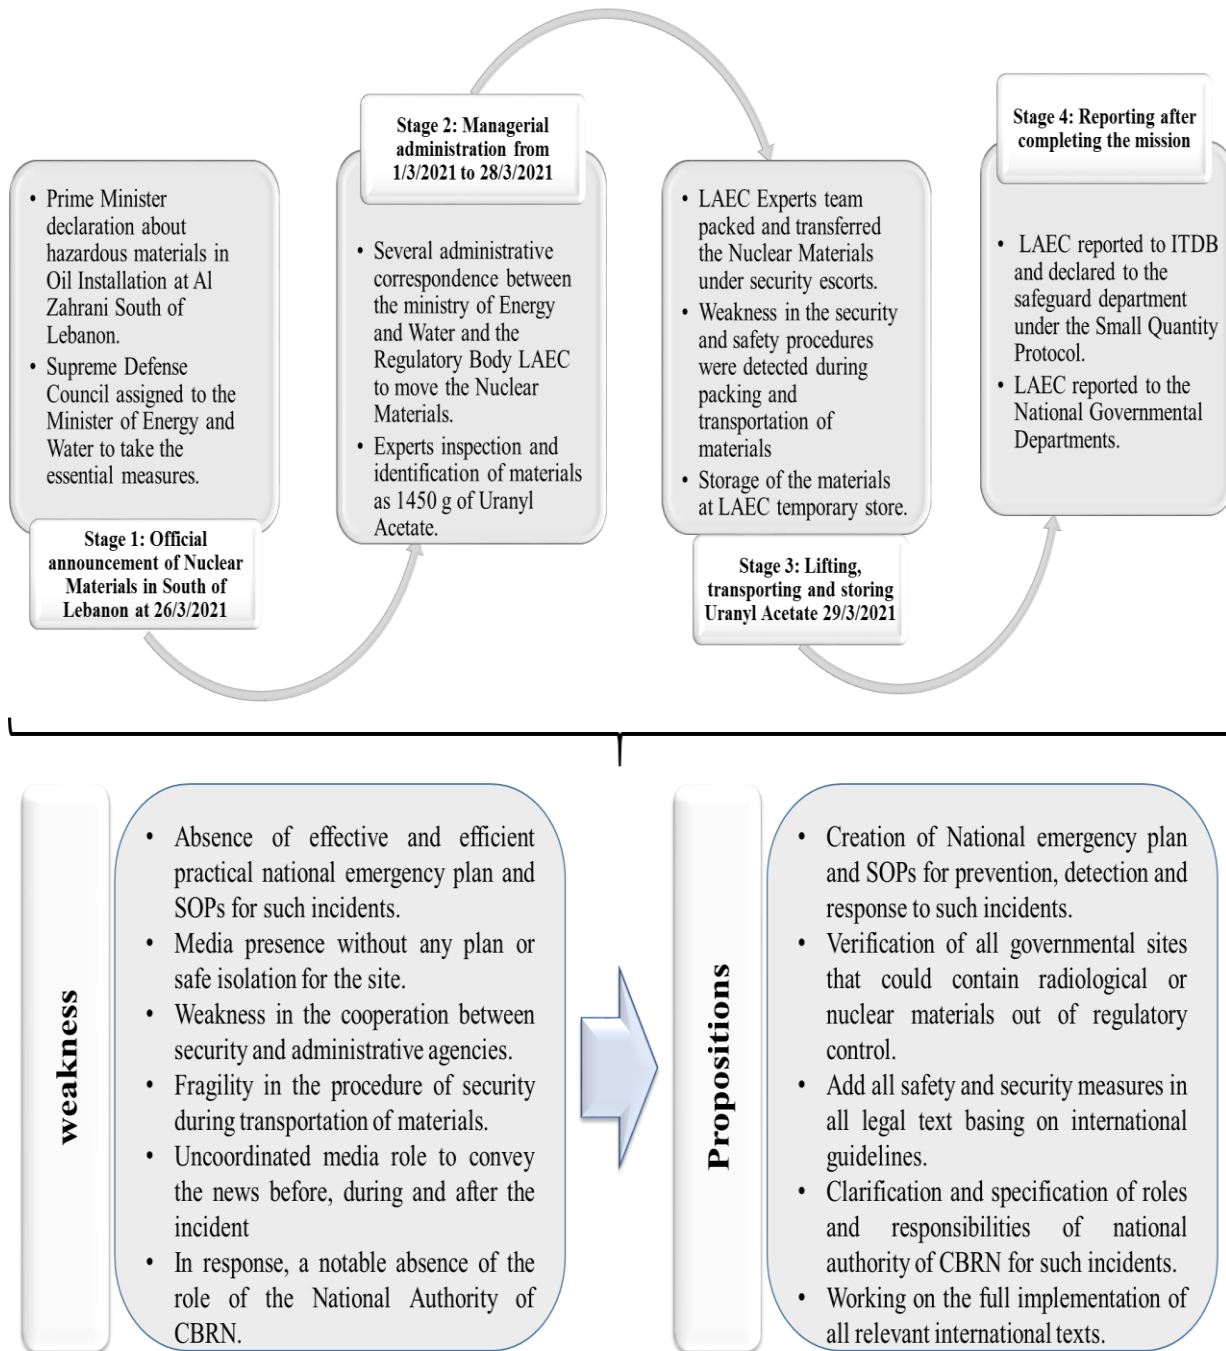 • Prime Minister
declaration about
hazardous materials in
Oil Installation at Al
Zahrani South of
Lebanon.
• Supreme Defense
Council assigned to the
Minister of Energy and
Water to take the
essential measures.
Stage 1: Official
announcement of Nuclear
Materials in South of
Lebanon at 26/3/2021
Stage 2: Managerial
administration from
1/3/2021 to 28/3/2021
• Several administrative
correspondence between
the ministry of Energy
and Water and the
Regulatory Body LAEC
to move the Nuclear
Materials.
• Experts inspection and
identification of materials
as 1450 g of Uranyl
Acetate.
• LAEC Experts team
packed and transferred
the Nuclear Materials
under security escorts.
• Weakness in the security
and safety procedures
were detected during
packing and
transportation of
materials
• Storage of the materials
at LAEC temporary store.
Stage 3: Lifting,
transporting and storing
Uranyl Acetate 29/3/2021
Stage 4: Reporting after
completing the mission
• LAEC reported to ITDB
and declared to the
safeguard department
under the Small Quantity
Protocol.
• LAEC reported to the
National Governmental
Departments.
weakness
• Absence of effective and efficient
practical national emergency plan and
SOPs for such incidents.
• Media presence without any plan or
safe isolation for the site.
• Weakness in the cooperation between
security and administrative agencies.
• Fragility in the procedure of security
during transportation of materials.
• Uncoordinated media role to convey
the news before, during and after the
incident
• In response, a notable absence of the
role of the National Authority of
CBRN.
Propositions
• Creation of National emergency plan
and SOPs for prevention, detection and
response to such incidents.
• Verification of all governmental sites
that could contain radiological or
nuclear materials out of regulatory
control.
• Add all safety and security measures in
all legal text basing on international
guidelines.
• Clarification and specification of roles
and responsibilities of national
authority of CBRN for such incidents.
• Working on the full implementation of
all relevant international texts.